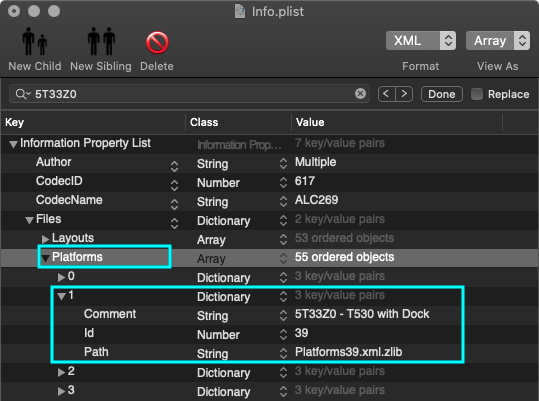 Info.plist
New Child New Sibling Delete
XML Array
Format View As
5T33Z0 Done Replace
Key Class Value
Information Property List Information Prop... 7 key/value pairs
Author String Multiple
CodecID Number 617
CodecName String ALC269
Files Dictionary 2 key/value pairs
Layouts Array 53 ordered objects
Platforms Array 55 ordered objects
0 Dictionary 3 key/value pairs
1 Dictionary 3 key/value pairs
Comment String 5T33Z0 - T530 with Dock
Id Number 39
Path String Platforms39.xml.zlib
2 Dictionary 3 key/value pairs
3 Dictionary 3 key/value pairs